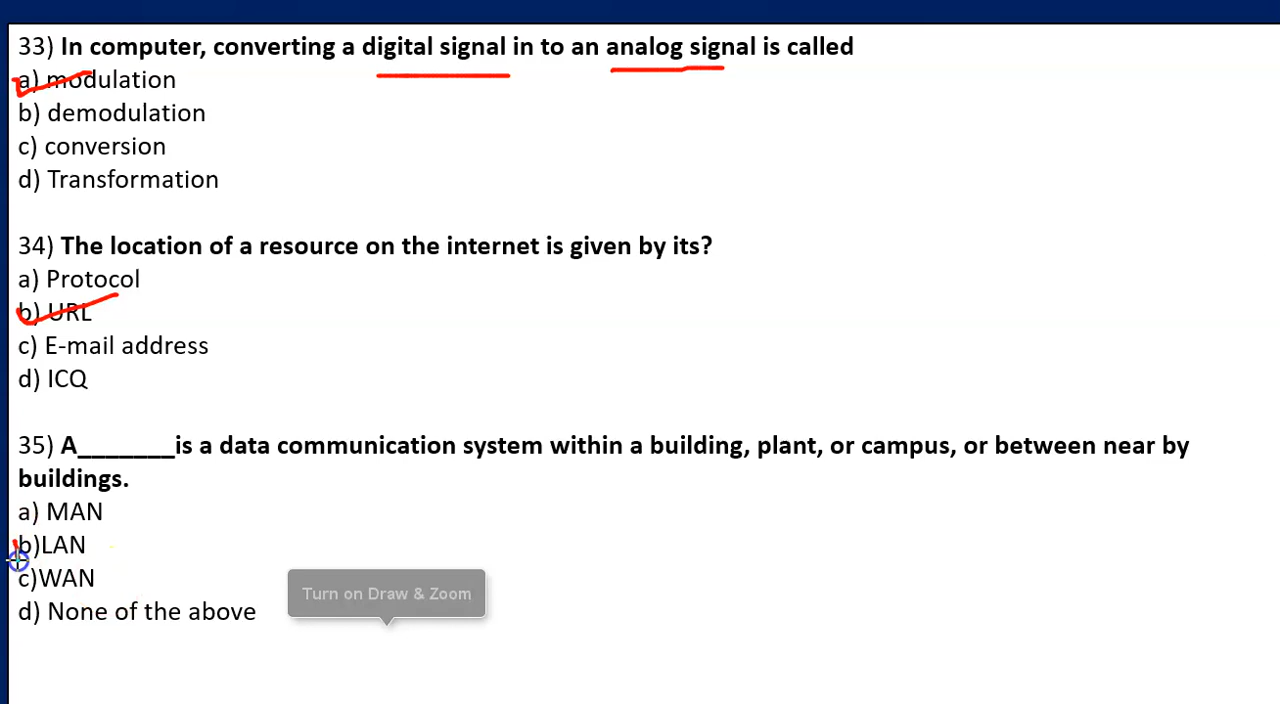 33) In computer, converting a digital signal in to an analog signal is called
a) modulation
b) demodulation
c) conversion
d) Transformation
34) The location of a resource on the internet is given by its?
a) Protocol
b) URL
c) E-mail address
d) ICQ
35) A_______is a data communication system within a building, plant, or campus, or between near by
buildings.
a) MAN
b)LAN
c)WAN
d) None of the above
Turn on Draw & Zoom